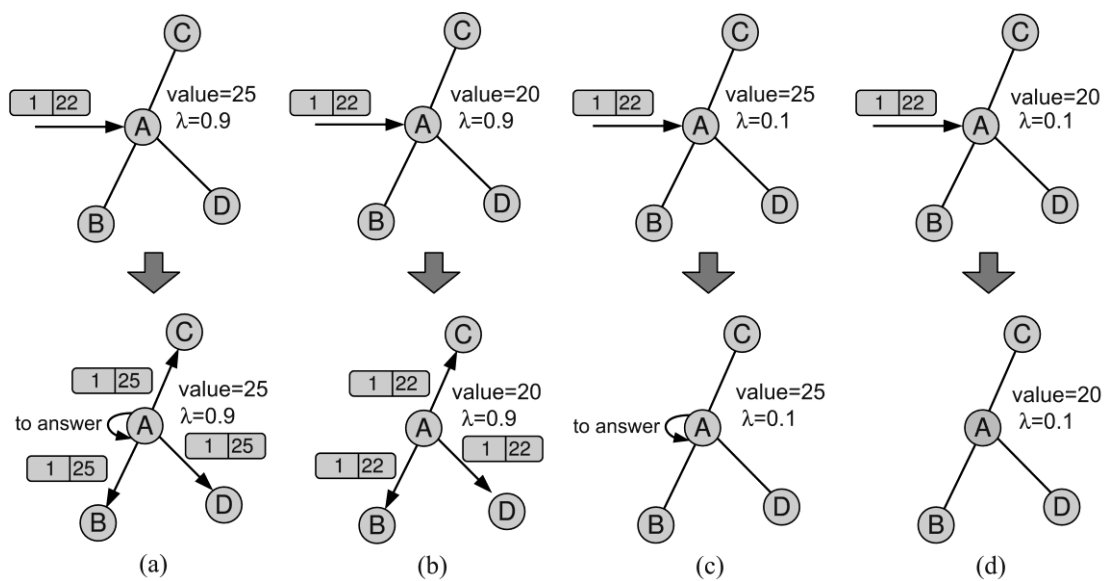 C
1 22
value=25
λ=0.9
A
B
D
C
1 22
value=20
λ=0.9
A
B
D
C
1 22
value=25
λ=0.1
A
B
D
C
1 22
value=20
λ=0.1
A
B
D
C
1 25
value=25
λ=0.9
to answer
A
1 25
1 25
B
D
(a)
C
1 22
value=20
λ=0.9
A
1 22
1 22
B
D
(b)
C
value=25
λ=0.1
to answer
A
B
D
(c)
C
value=20
λ=0.1
A
B
D
(d)